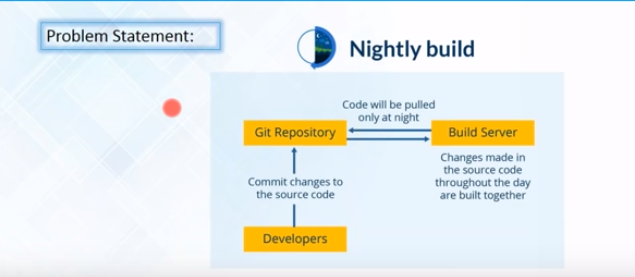 Problem Statement:
Nightly build
Code will be pulled
only at night
Git Repository
Build Server
Changes made in
the source code
throughout the day
are built together
Commit changes to
the source code
Developers